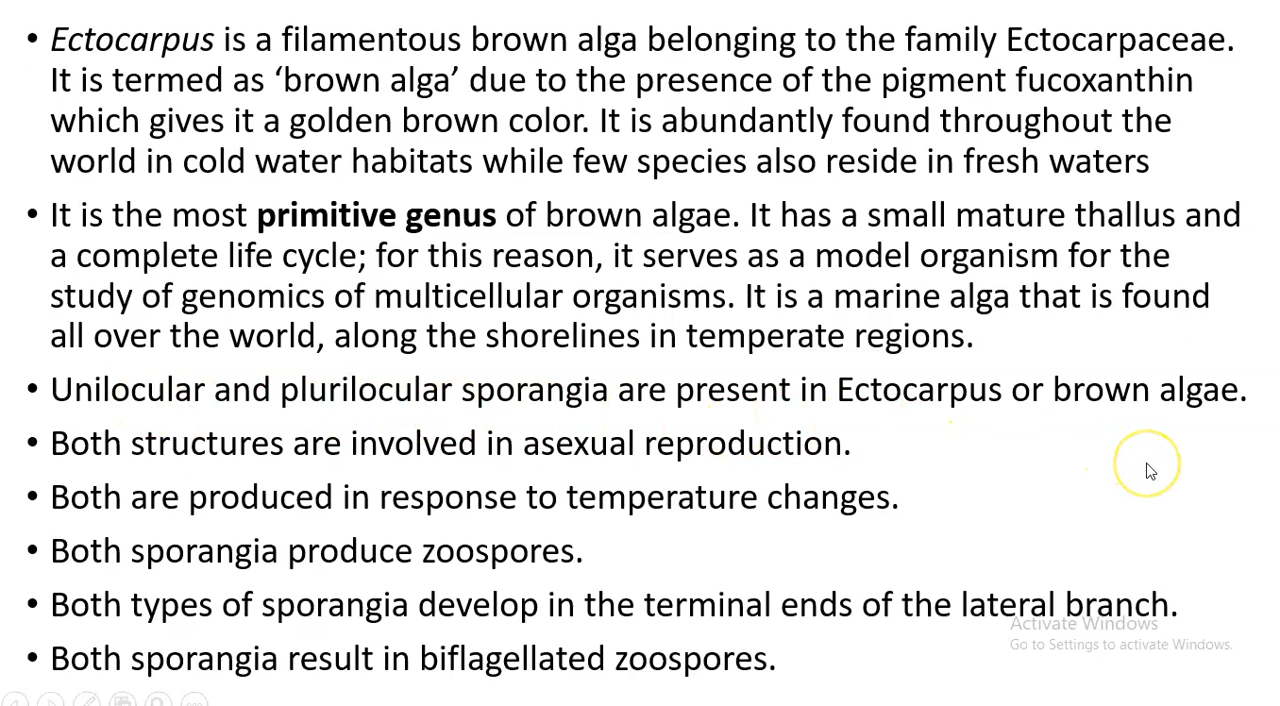 • Ectocarpus is a filamentous brown alga belonging to the family Ectocarpaceae.
It is termed as ‘brown alga’ due to the presence of the pigment fucoxanthin
which gives it a golden brown color. It is abundantly found throughout the
world in cold water habitats while few species also reside in fresh waters
• It is the most primitive genus of brown algae. It has a small mature thallus and
a complete life cycle; for this reason, it serves as a model organism for the
study of genomics of multicellular organisms. It is a marine alga that is found
all over the world, along the shorelines in temperate regions.
• Unilocular and plurilocular sporangia are present in Ectocarpus or brown algae.
• Both structures are involved in asexual reproduction.
• Both are produced in response to temperature changes.
• Both sporangia produce zoospores.
• Both types of sporangia develop in the terminal ends of the lateral branch.
Activate Windows
Go to Settings to activate Windows.
• Both sporangia result in biflagellated zoospores.